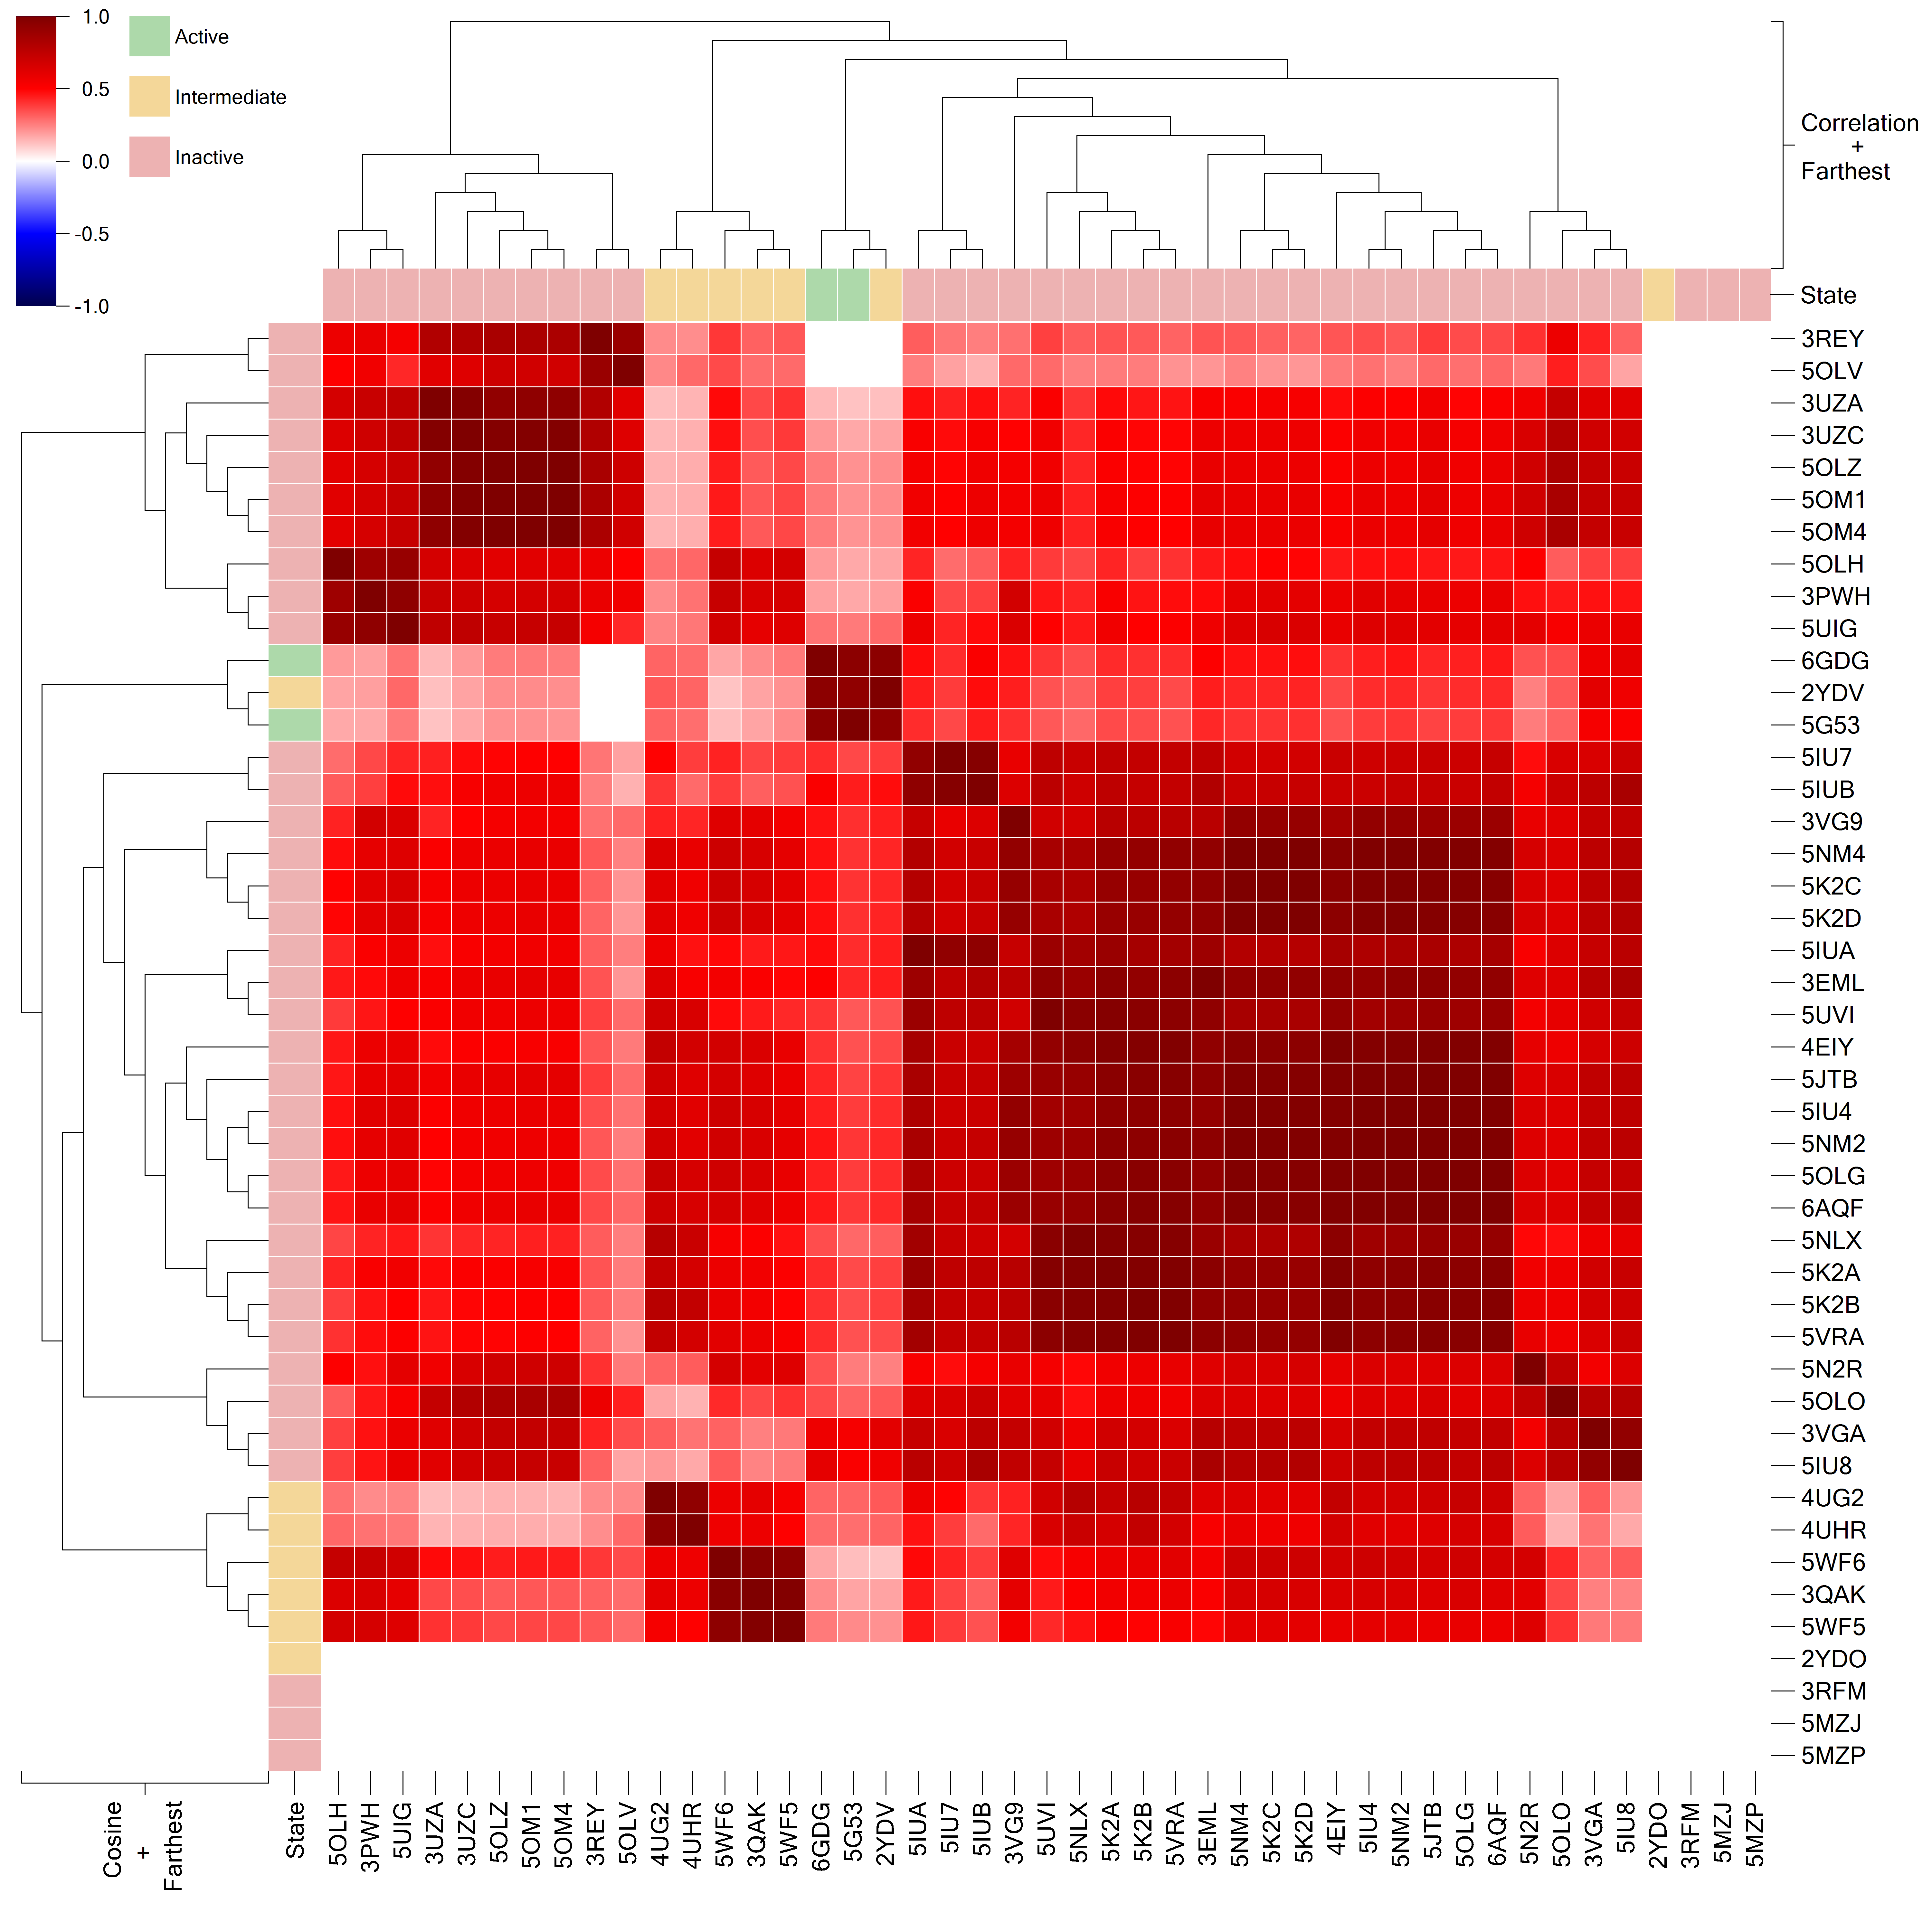 1.0
0.5
0.0
-0.5
-1.0
Active
Intermediate
Inactive
Correlation
+
Farthest
State
3REY
5OLV
3UZA
3UZC
5OLZ
5OM1
5OM4
5OLH
3PWH
5UIG
6GDG
2YDV
5G53
5IU7
5IUB
3VG9
5NM4
5K2C
5K2D
5IUA
3EML
5UVI
4EIY
5JTB
5IU4
5NM2
5OLG
6AQF
5NLX
5K2A
5K2B
5VRA
5N2R
5OLO
3VGA
5IU8
4UG2
4UHR
5WF6
3QAK
5WF5
2YDO
3RFM
5MZJ
5MZP
Cosine
+
Farthest
State
5OLH
3PWH
5UIG
3UZA
3UZC
5OLZ
5OM1
5OM4
3REY
5OLV
4UG2
4UHR
5WF6
3QAK
5WF5
6GDG
5G53
2YDV
5IUA
5IU7
5IUB
3VG9
5UVI
5NLX
5K2A
5K2B
5VRA
3EML
5NM4
5K2C
5K2D
4EIY
5IU4
5NM2
5JTB
5OLG
6AQF
5N2R
5OLO
3VGA
5IU8
2YDO
3RFM
5MZJ
5MZP